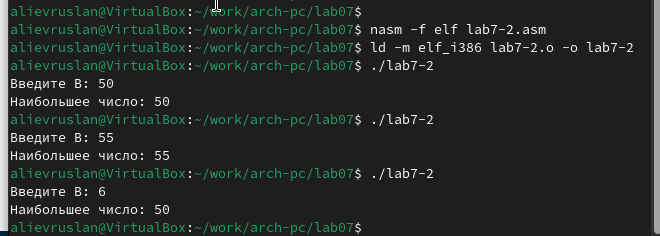 alievruslan@VirtualBox:~/work/arch-pc/lab07$
alievruslan@VirtualBox:~/work/arch-pc/lab07$ nasm -f elf lab7-2.asm
alievruslan@VirtualBox:~/work/arch-pc/lab07$ ld -m elf_i386 lab7-2.o -o lab7-2
alievruslan@VirtualBox:~/work/arch-pc/lab07$ ./lab7-2
Введите B: 50
Наибольшее число: 50
alievruslan@VirtualBox:~/work/arch-pc/lab07$ ./lab7-2
Введите B: 55
Наибольшее число: 55
alievruslan@VirtualBox:~/work/arch-pc/lab07$ ./lab7-2
Введите B: 6
Наибольшее число: 50
alievruslan@VirtualBox:~/work/arch-pc/lab07$